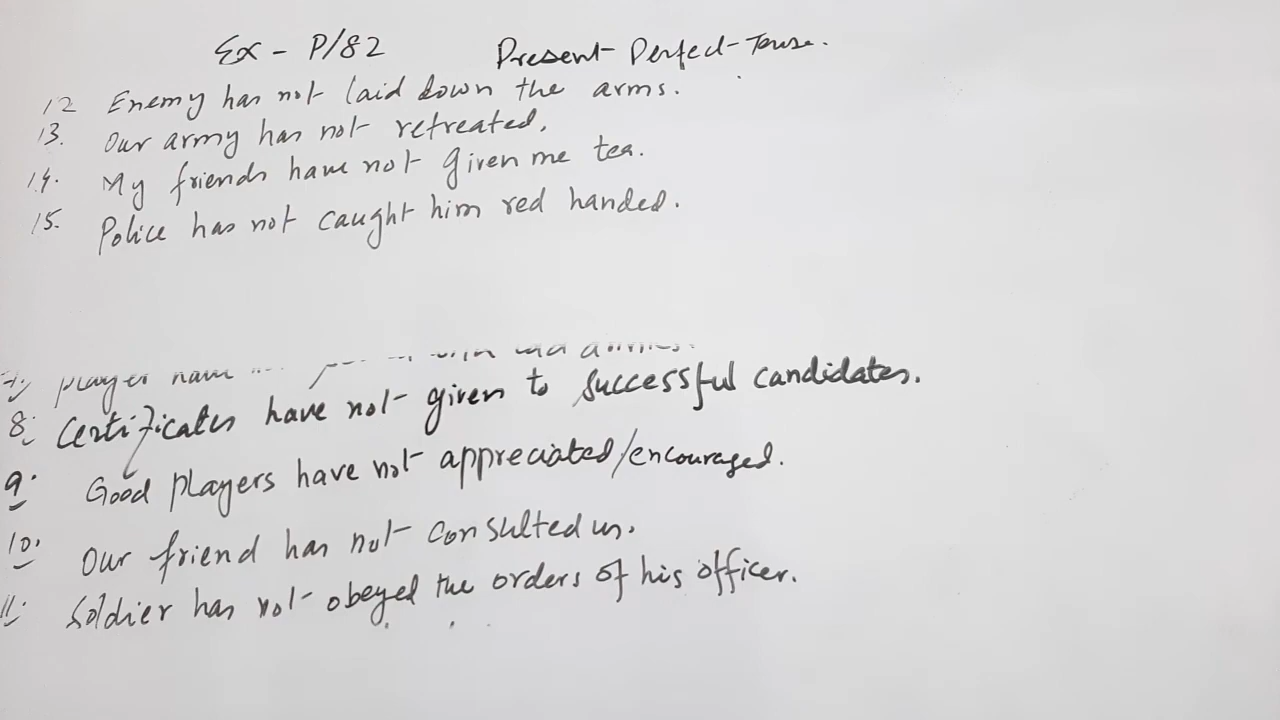 Ex - P/82 Present Perfect Tense.
12 Enemy has not laid down the arms.
13. Our army has not retreated.
14. My friends have not given me tea.
15. Police has not caught him red handed.
player have
8. Certificates have not given to successful candidates.
9. Good players have not appreciated/encouraged.
10. Our friend has not consulted us.
11. Soldier has not obeyed the orders of his officer.